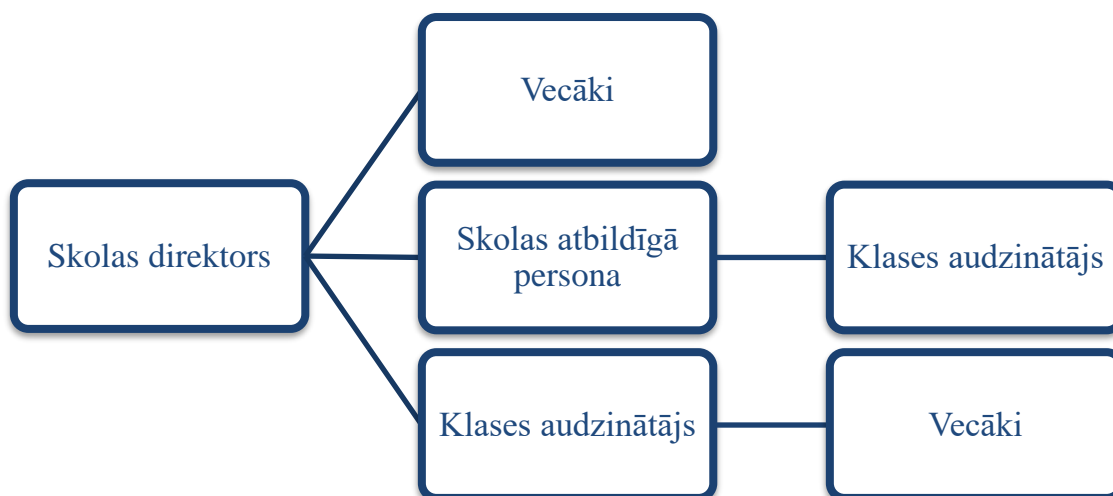 Vecāki
Skolas direktors
Skolas atbildīgā
persona
Klases audzinātājs
Klases audzinātājs
Vecāki